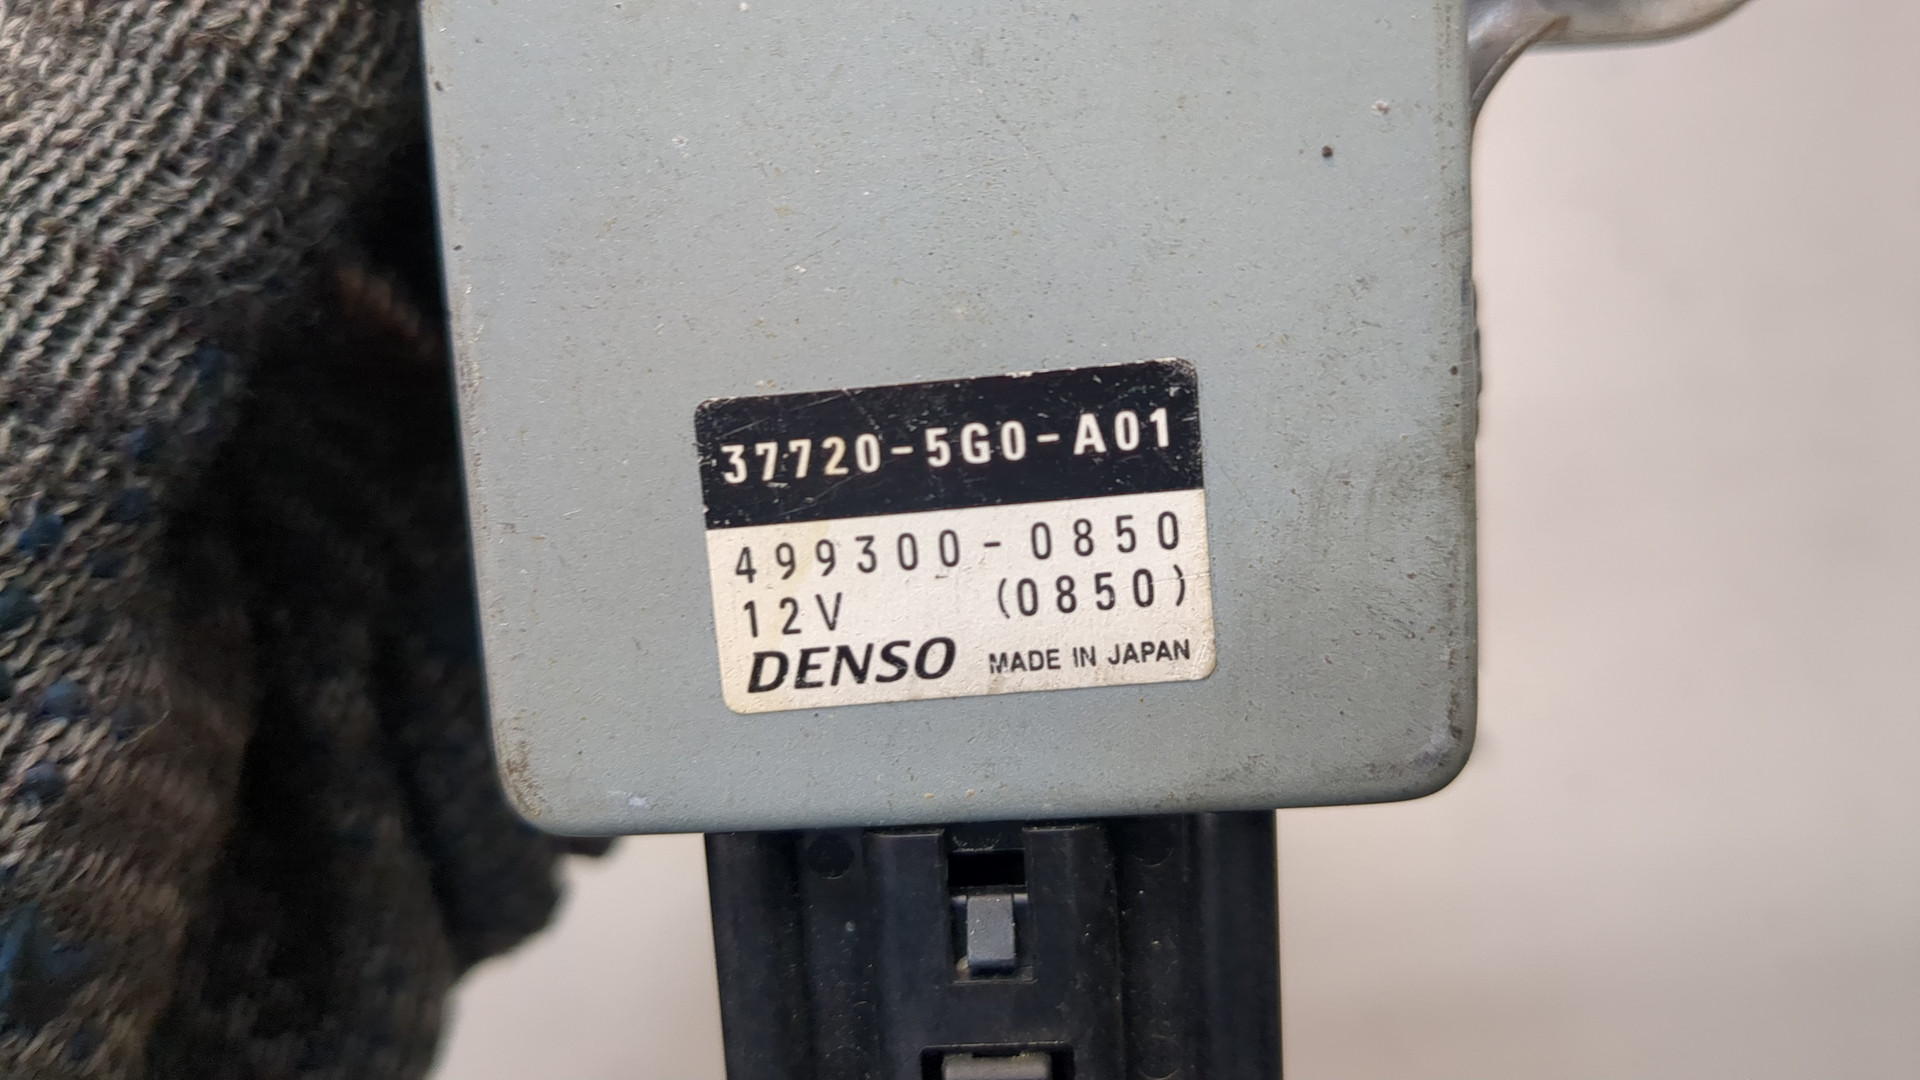 37720-5G0-A01
499300-0850
12V (0850)
DENSO MADE IN JAPAN